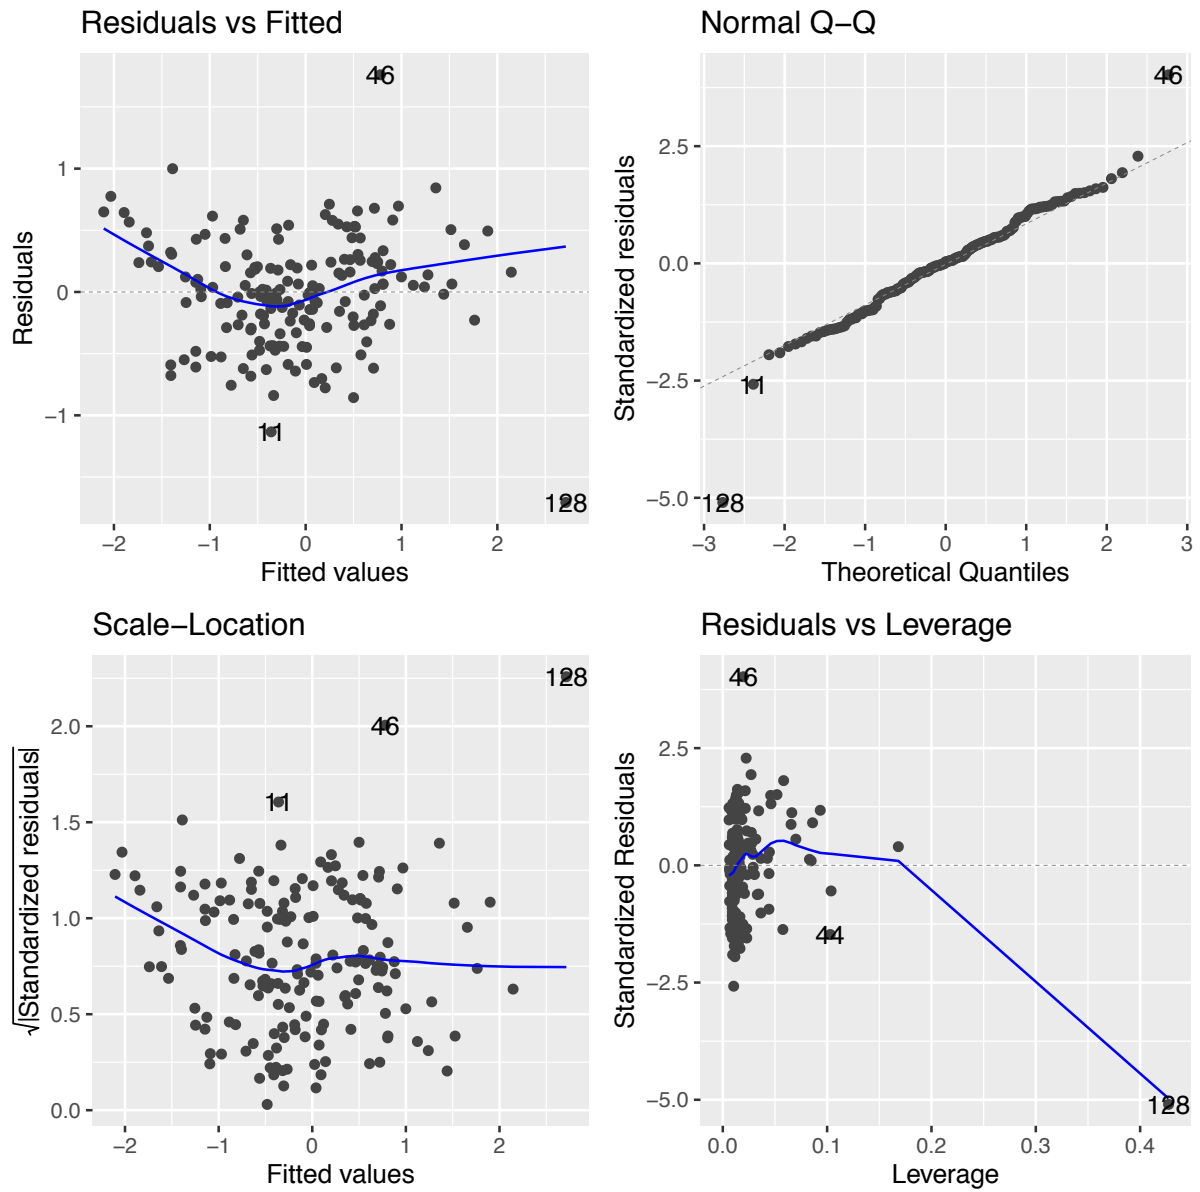 Residuals vs Fitted
46
1
0
−1
11
128
−2 −1 0 1 2
Residuals
Fitted values
Normal Q−Q
46
2.5
0.0
−2.5
11
−5.0
128
−3 −2 −1 0 1 2 3
Standardized residuals
Theoretical Quantiles
Scale−Location
128
46
2.0
11
1.5
1.0
0.5
0.0
−2 −1 0 1 2
√|Standardized residuals|
Fitted values
Residuals vs Leverage
46
2.5
0.0
44
−2.5
−5.0
128
0.0 0.1 0.2 0.3 0.4
Standardized Residuals
Leverage